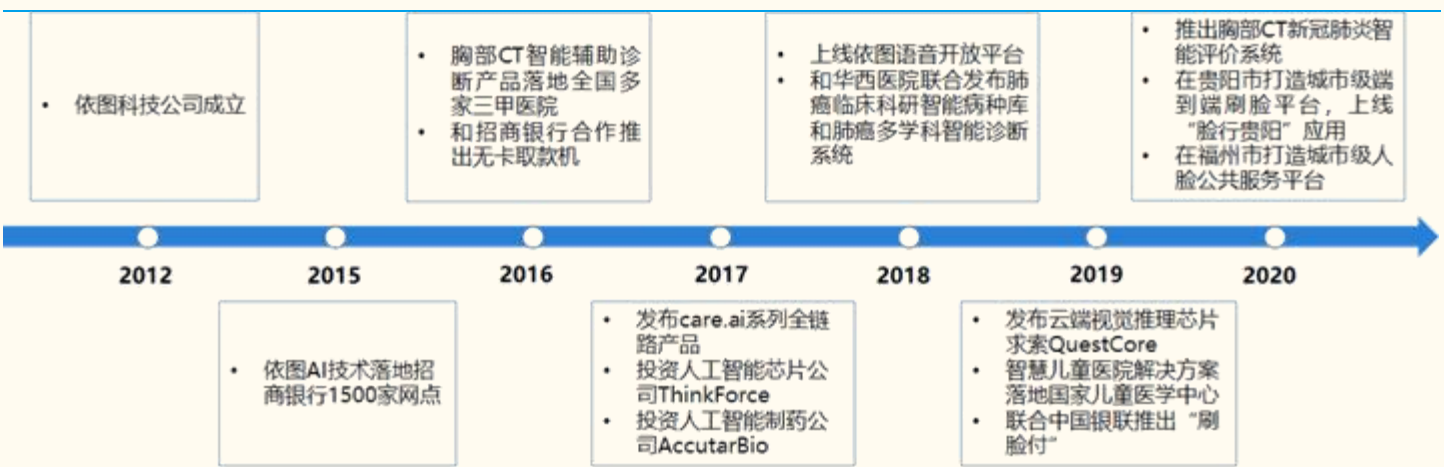 • 依图科技公司成立
• 胸部CT智能辅助诊
断产品落地全国多
家三甲医院
• 和招商银行合作推
出无卡取款机
• 上线依图语音开放平台
• 和华西医院联合发布肺
癌临床科研智能病种库
和肺癌多学科智能诊断
系统
• 推出胸部CT新冠肺炎智
能评价系统
• 在贵阳市打造城市级端
到端刷脸平台，上线
“脸行贵阳”应用
• 在福州市打造城市级人
脸公共服务平台
2012 2015 2016 2017 2018 2019 2020
• 依图AI技术落地招
商银行1500家网点
• 发布care.ai系列全链
路产品
• 投资人工智能芯片公
司ThinkForce
• 投资人工智能制药公
司AccutarBio
• 发布云端视觉推理芯片
求索QuestCore
• 智慧儿童医院解决方案
落地国家儿童医学中心
• 联合中国银联推出“刷
脸付”